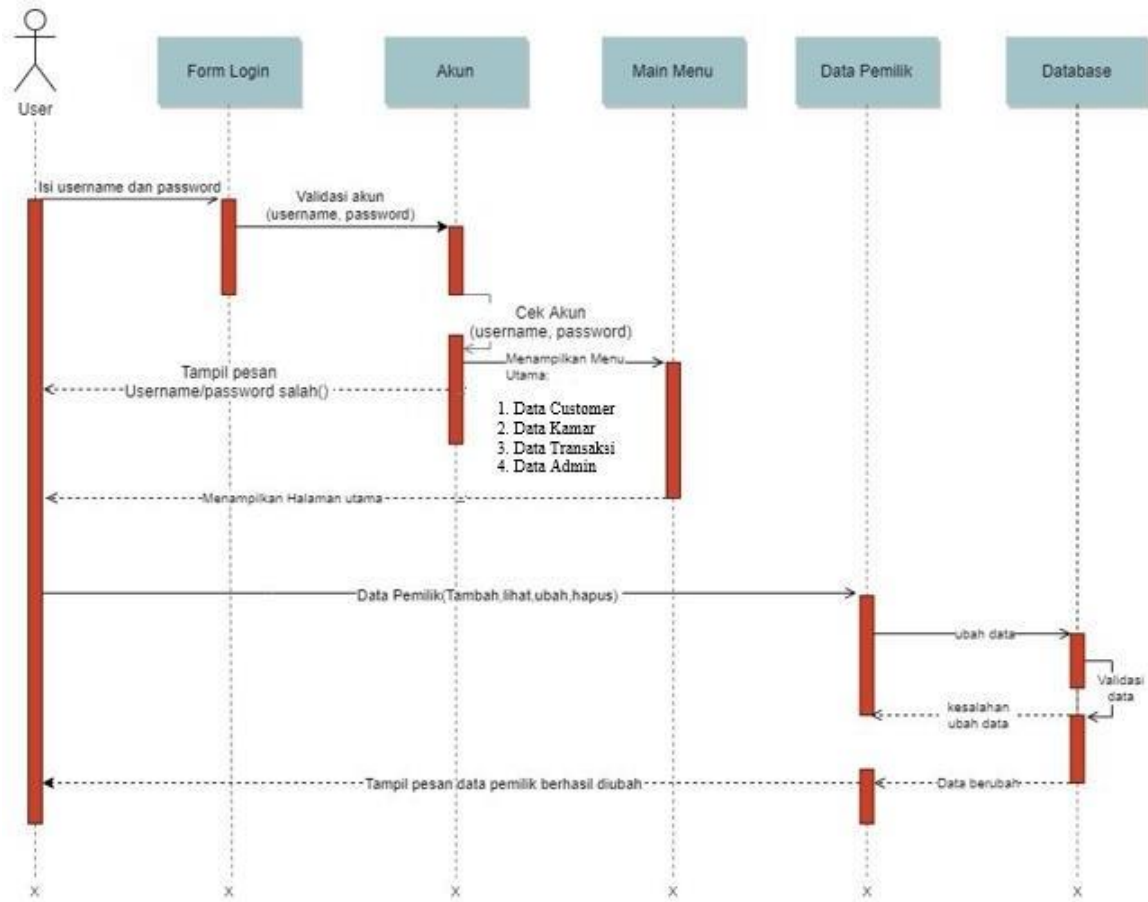 User
Form Login
Akun
Main Menu
Data Pemilik
Database
Isi username dan password
Validasi akun
(username, password)
Cek Akun
(username, password)
Menampilkan Menu
Utama:
Tampil pesan
Username/password salah()
1. Data Customer
2. Data Kamar
3. Data Transaksi
4. Data Admin
Menampilkan Halaman utama
Data Pemilik(Tambah,lihat,ubah,hapus)
ubah data
Validasi
data
kesalahan
ubah data
Tampil pesan data pemilik berhasil diubah
Data berubah